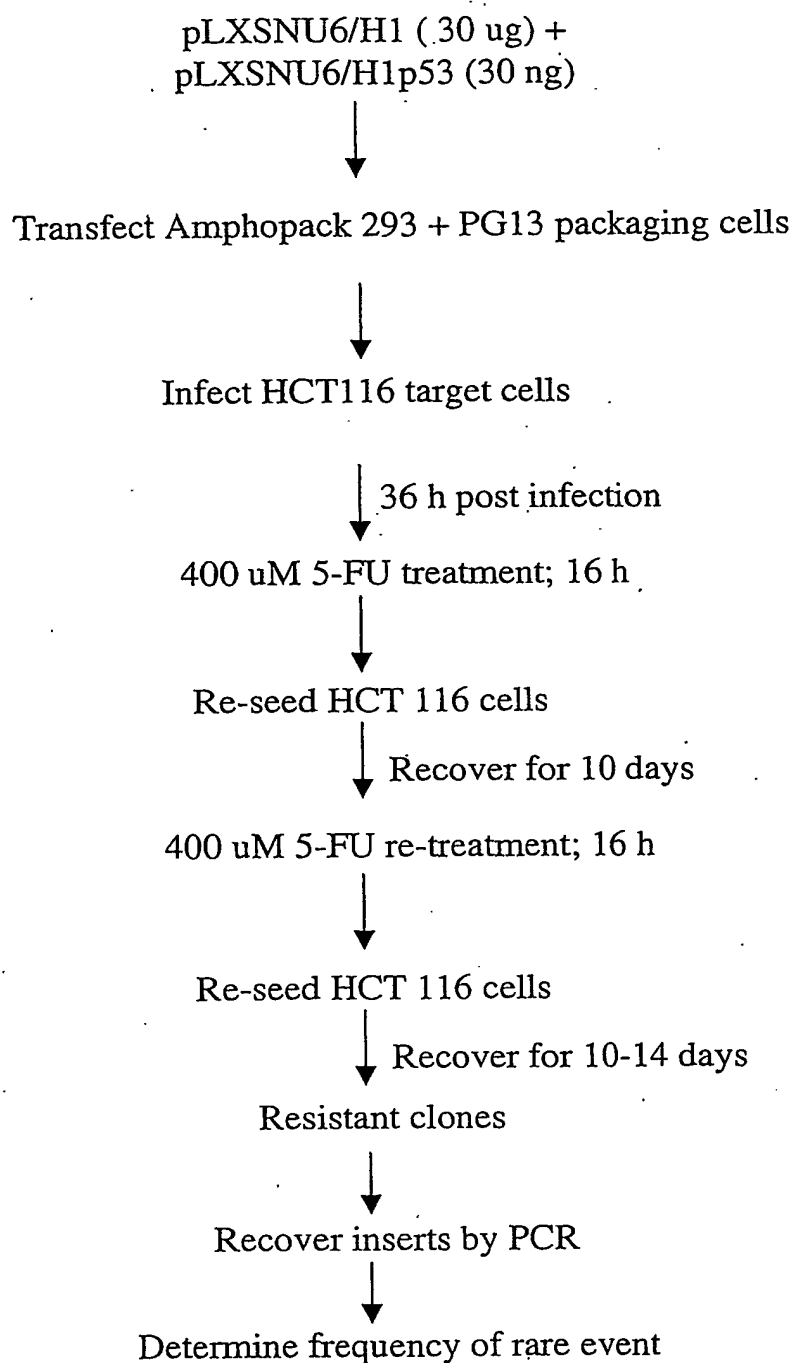 pLXSNU6/H1 ( 30 ug) +
pLXSNU6/H1p53 (30 ng)
Transfect Amphopack 293 + PG13 packaging cells
Infect HCT116 target cells
36 h post infection
400 uM 5-FU treatment; 16 h
Re-seed HCT 116 cells
Recover for 10 days
400 uM 5-FU re-treatment; 16 h
Re-seed HCT 116 cells
Recover for 10-14 days
Resistant clones
Recover inserts by PCR
Determine frequency of rare event